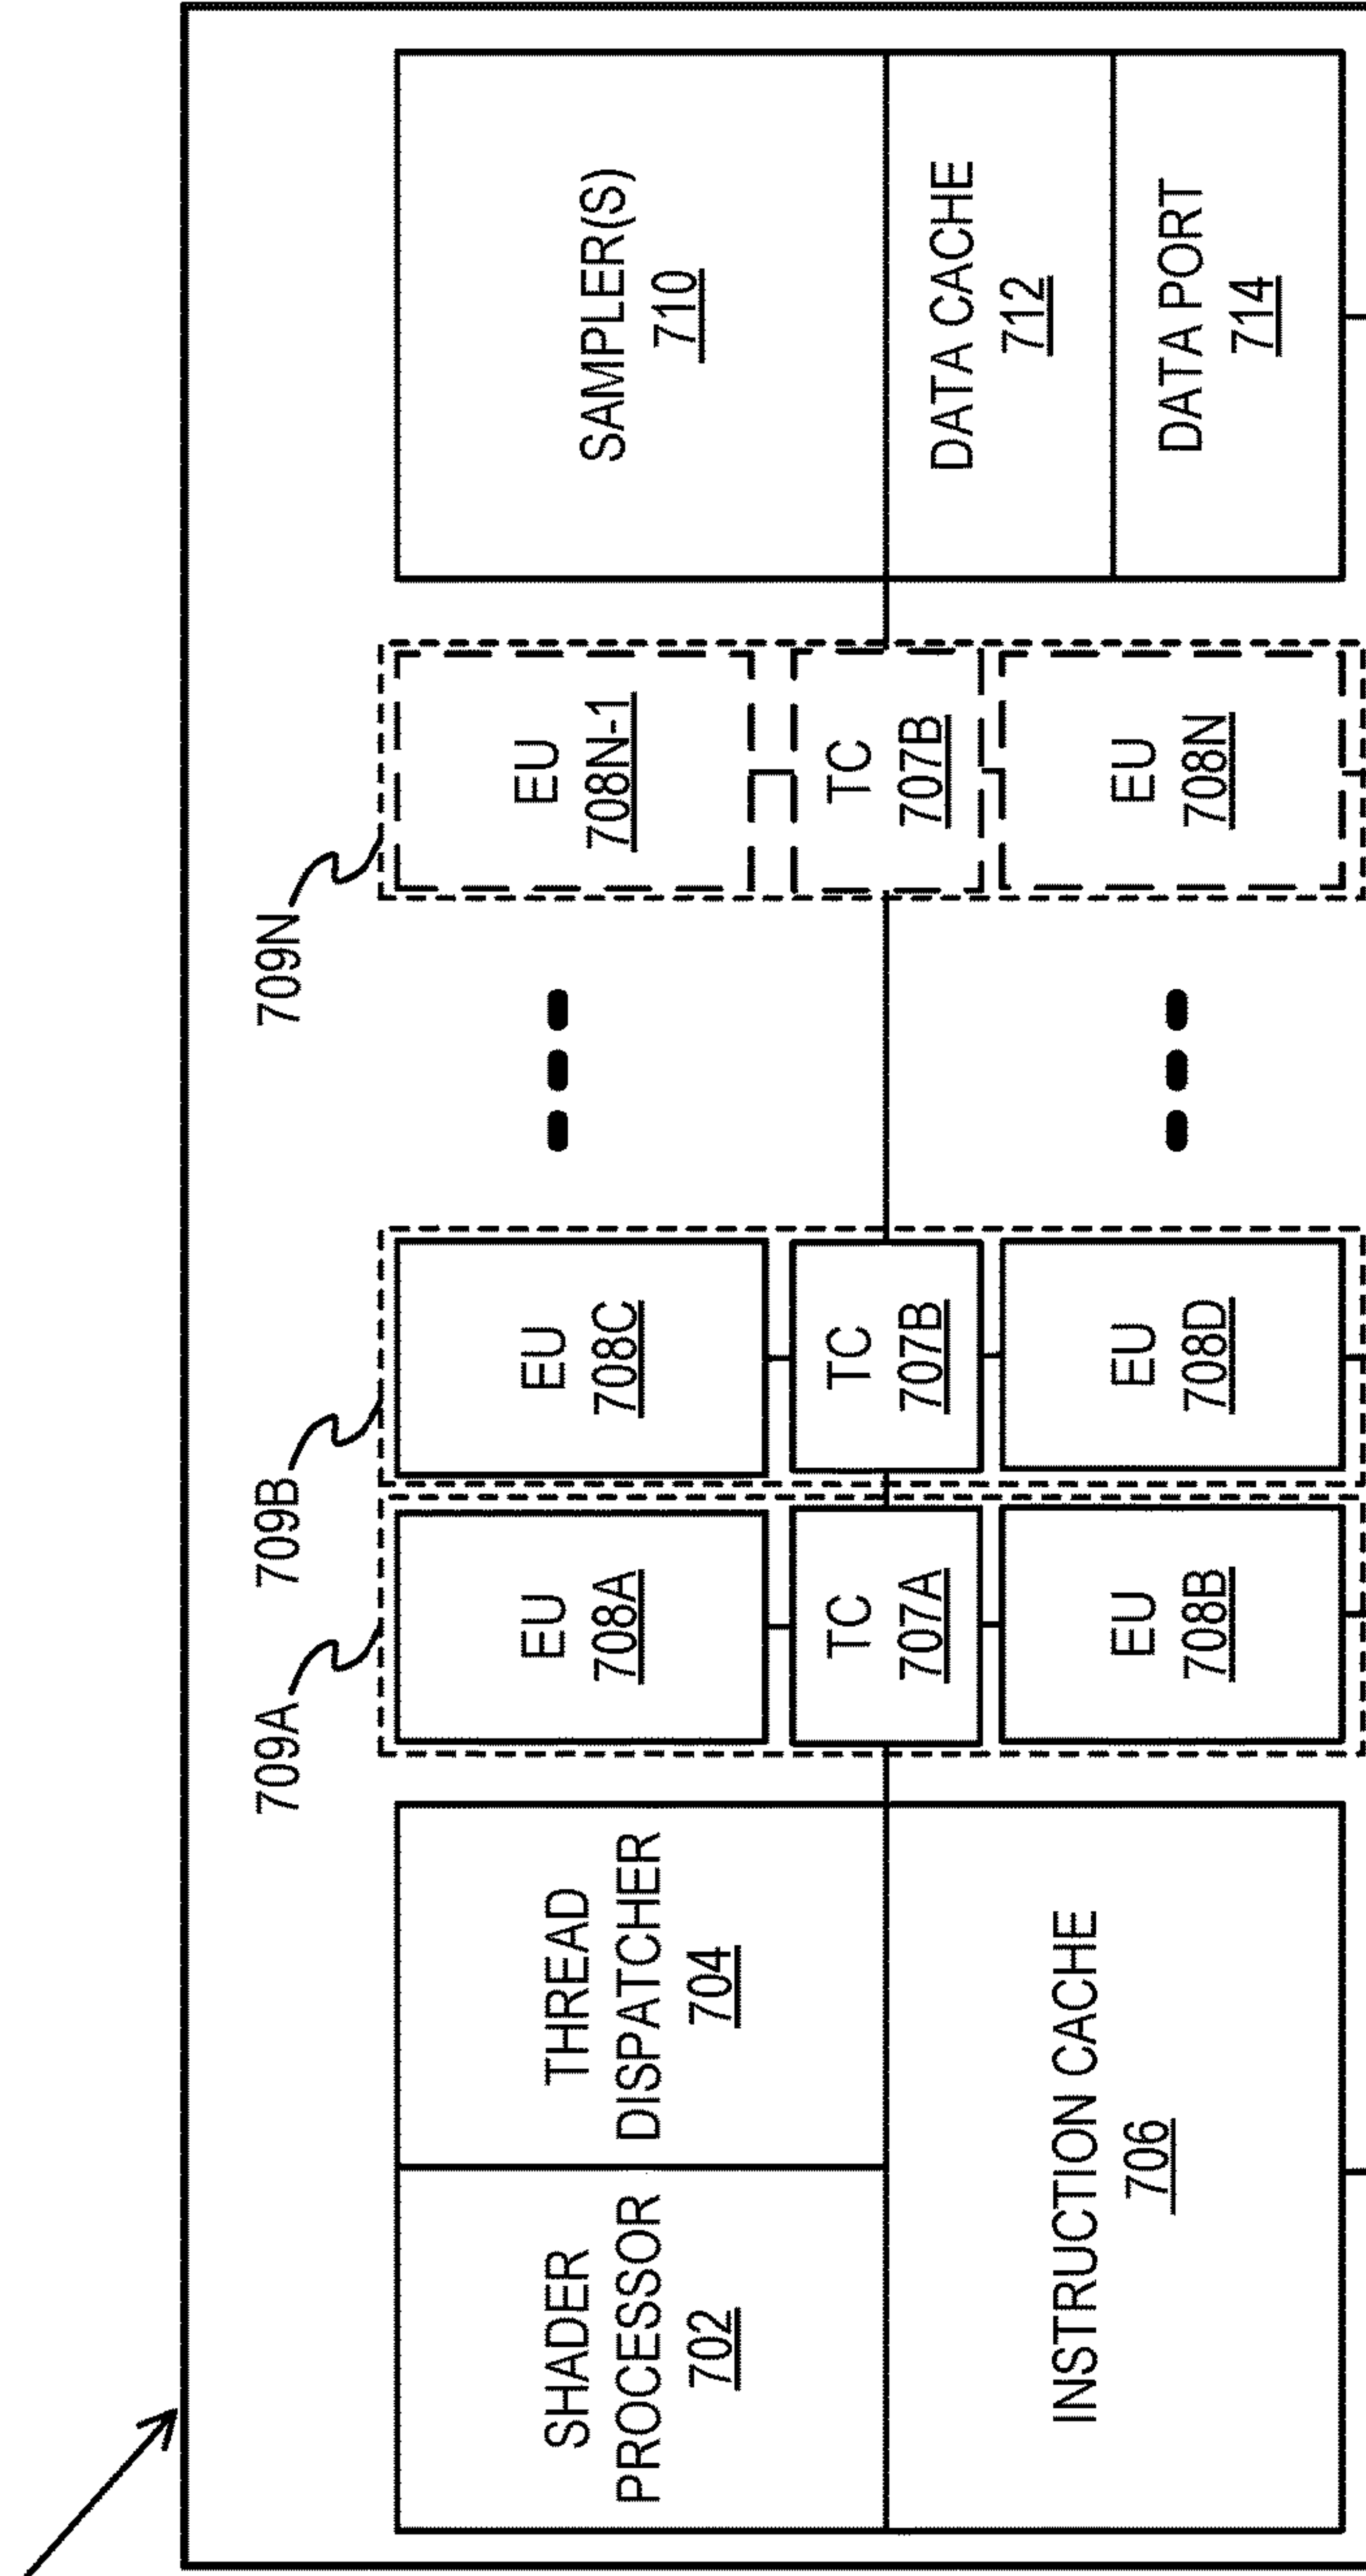 709A
709B
709N
SHADER
PROCESSOR
702
THREAD
DISPATCHER
704
INSTRUCTION CACHE
706
EU
708A
TC
707A
EU
708B
EU
708C
TC
707B
EU
708D
EU
708N-1
TC
707B
EU
708N
SAMPLER(S)
710
DATA CACHE
712
DATA PORT
714